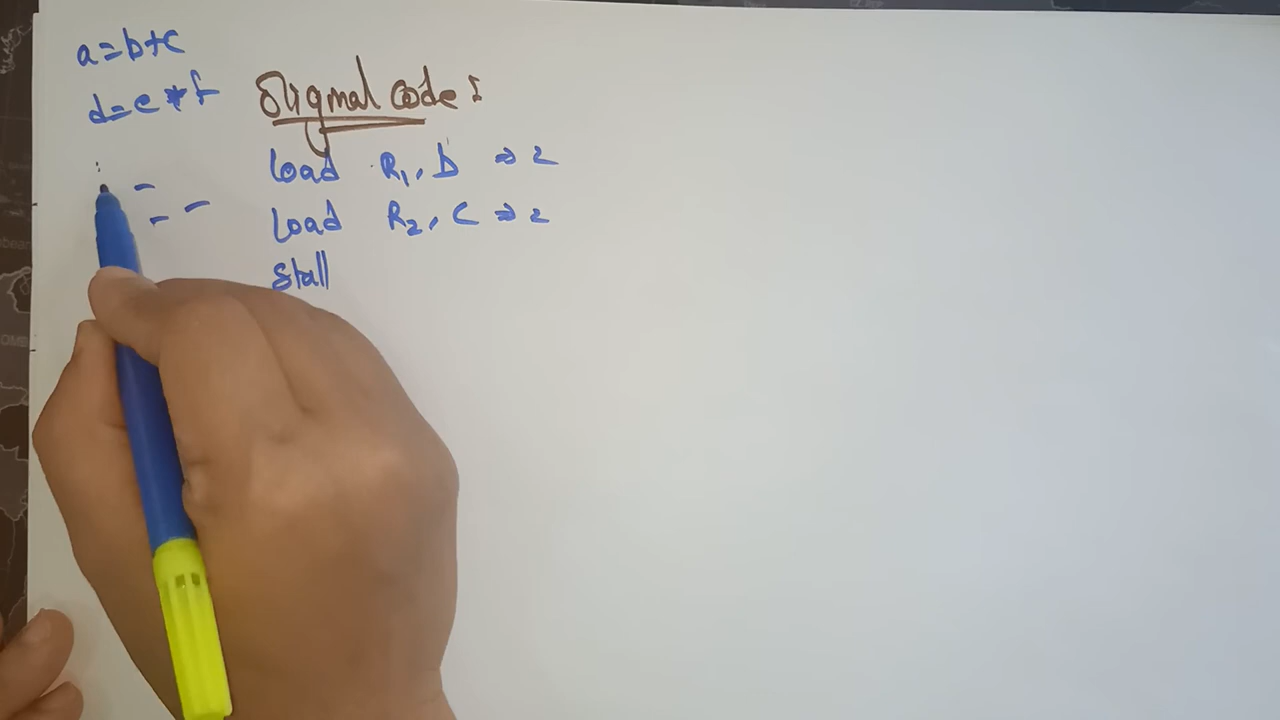 a=b+c
d=e*f
Original code:
Load R1, b ⇒ 2
Load R2, c ⇒ 2
Stall